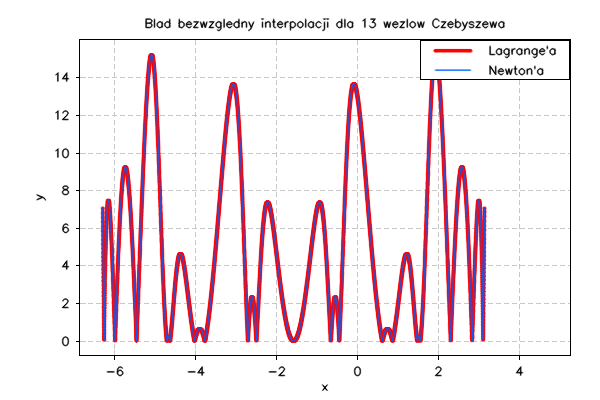 Blad bezwzgledny interpolacji dla 13 wezlow Czebyszewa
Lagrange'a
Newton'a
14
12
10
8
6
4
2
0
y
−6 −4 −2 0 2 4
x